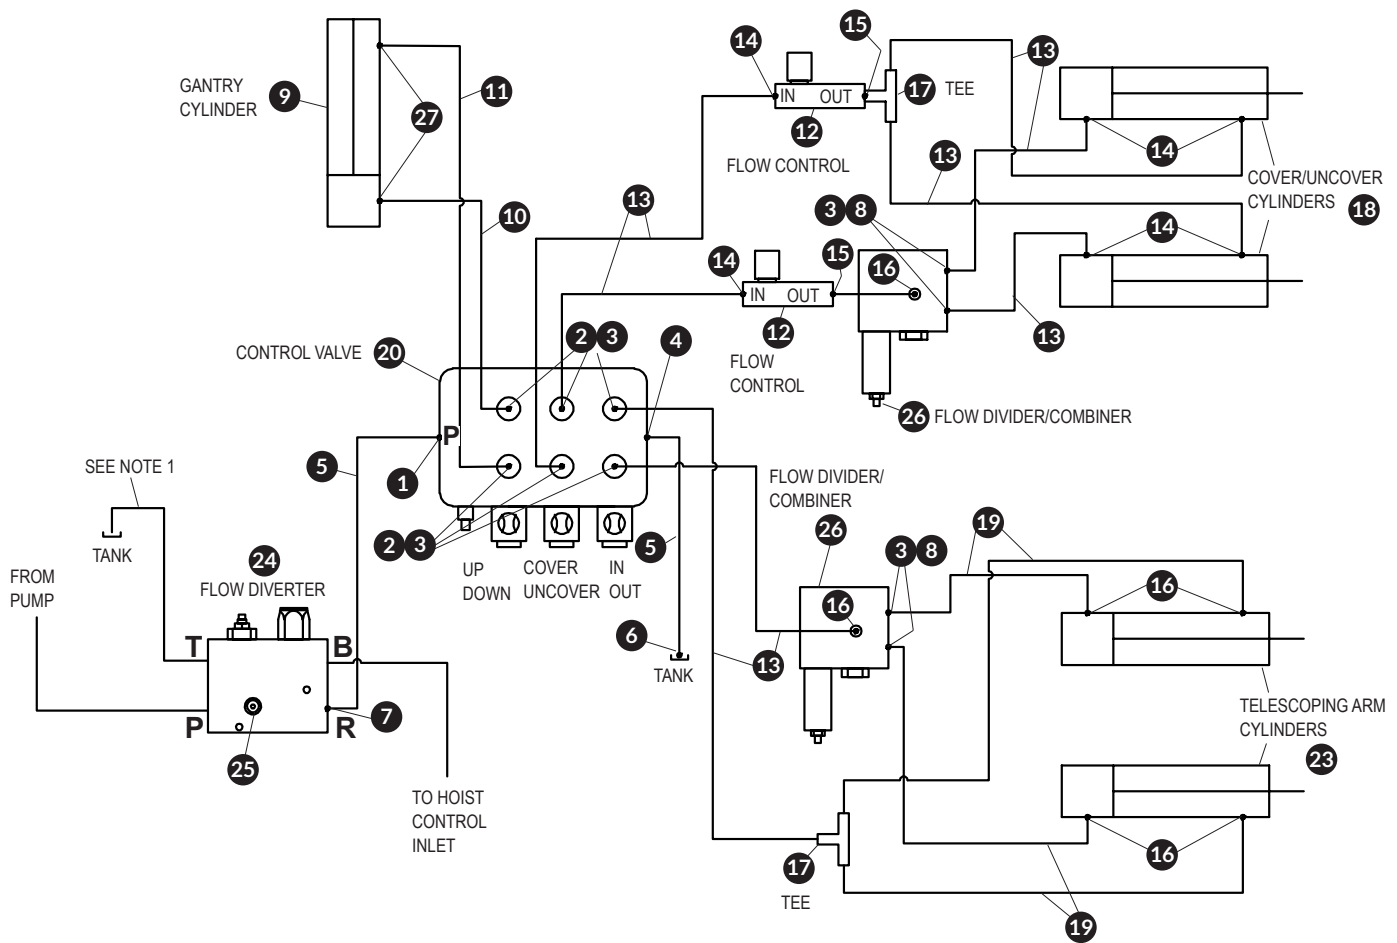 14
15
13
17 TEE
GANTRY
CYLINDER
9
11
27
IN OUT
12
FLOW CONTROL
13
14
COVER/UNCOVER
CYLINDERS
18
10
13
3 8
14
14
15
16
IN OUT
12
13
2 3
4
CONTROL VALVE 20
FLOW
CONTROL
26 FLOW DIVIDER/COMBINER
P
5
1
SEE NOTE 1
FLOW DIVIDER/
COMBINER
26
2 3
5
19
19
TANK
24
FLOW DIVERTER
UP
DOWN
COVER
UNCOVER
IN
OUT
3 8
FROM
PUMP
16
16
6
TANK
13
T
B
P
R
7
25
TELESCOPING ARM
CYLINDERS
23
TO HOIST
CONTROL
INLET
17
TEE
16
19